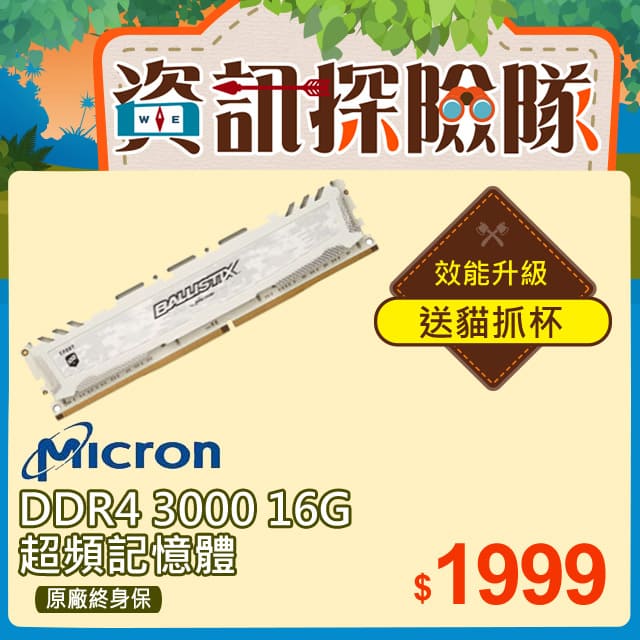 資訊探險隊
W E
效能升級
送貓抓杯
BALLISTIX
SPORT
Micron
DDR4 3000 16G
超頻記憶體
原廠終身保
$1999